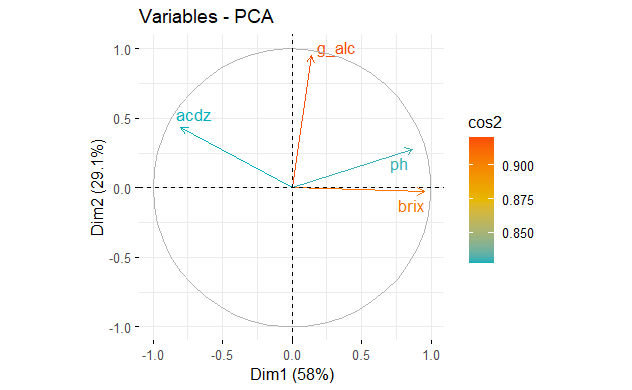 Variables - PCA
1.0
0.5
0.0
-0.5
-1.0
Dim2 (29.1%)
g_alc
acdz
ph
brix
-1.0
-0.5
0.0
0.5
1.0
Dim1 (58%)
cos2
0.900
0.875
0.850